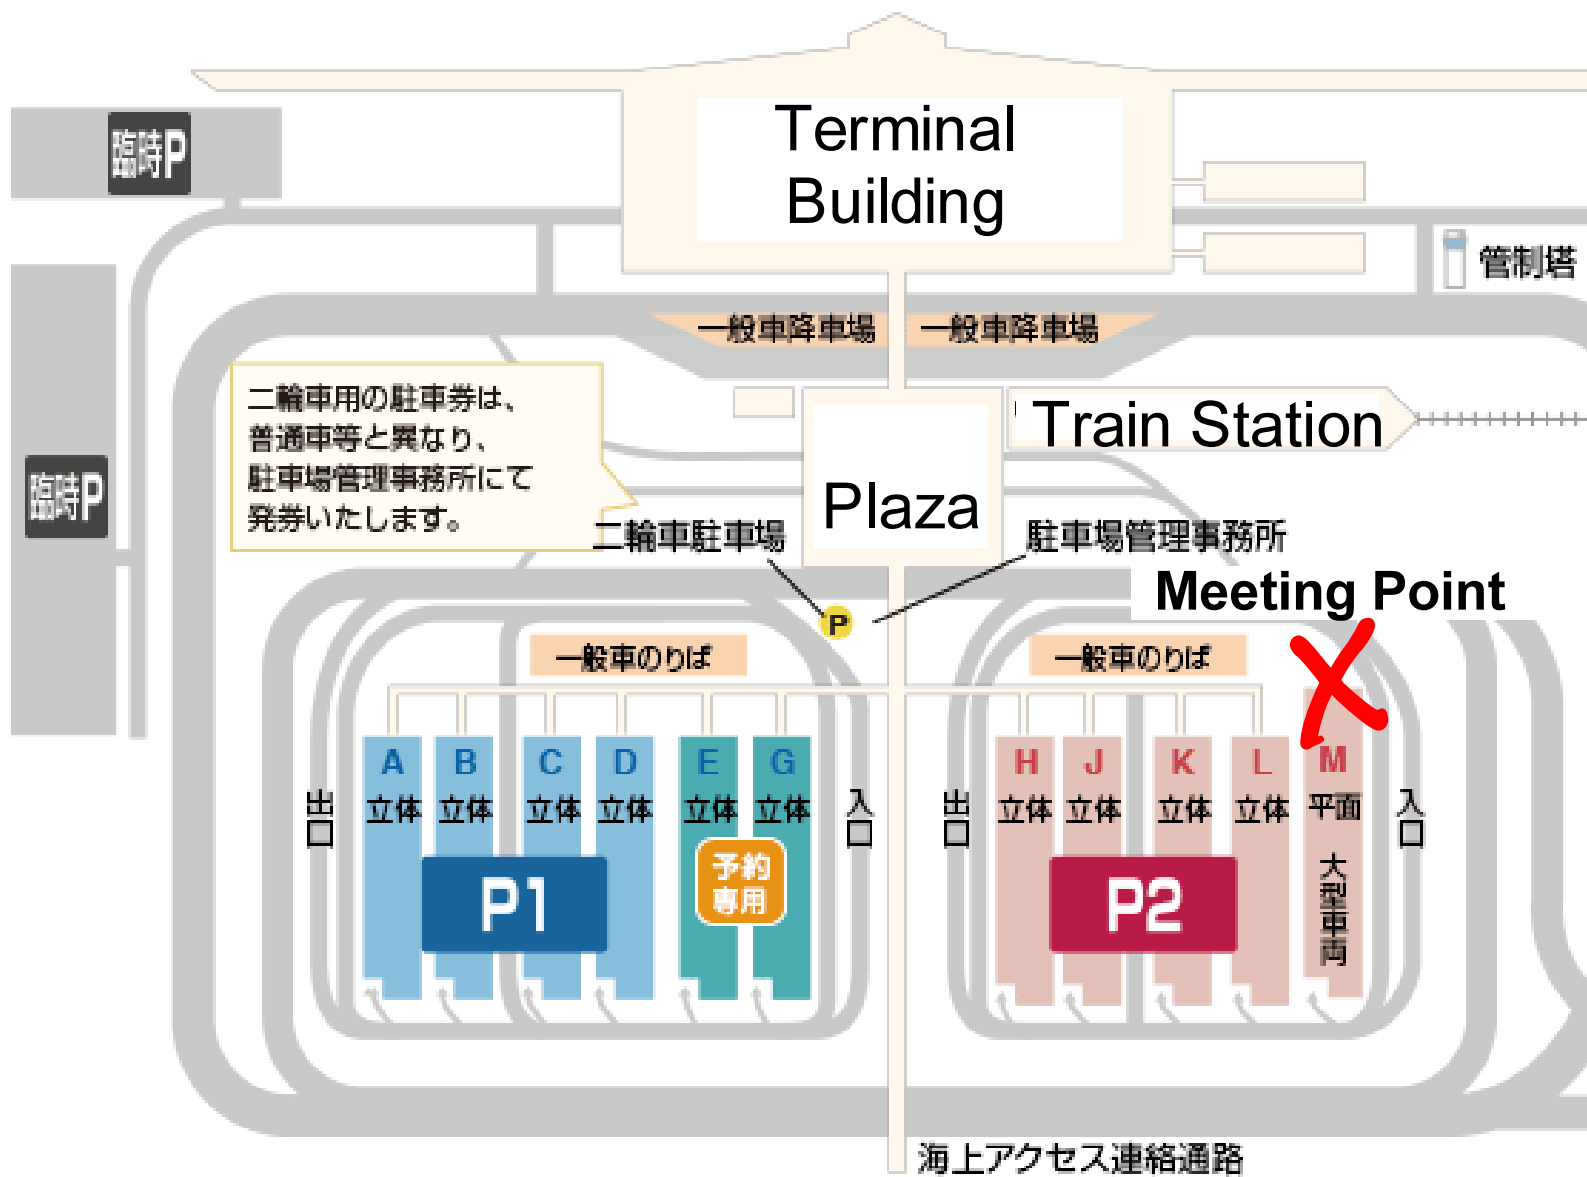 Terminal
Building
臨時P
管制塔
一般車降車場
一般車降車場
二輪車用の駐車券は、
普通車等と異なり、
駐車場管理事務所にて
発券いたします。
Train Station
臨時P
Plaza
二輪車駐車場
駐車場管理事務所
Meeting Point
P
一般車のりば
一般車のりば
A
B
C
D
E
G
H
J
K
L
M
立体
立体
立体
立体
立体
立体
立体
立体
立体
立体
平面
大型車両
出口
入口
出口
入口
予約
専用
P1
P2
海上アクセス連絡通路